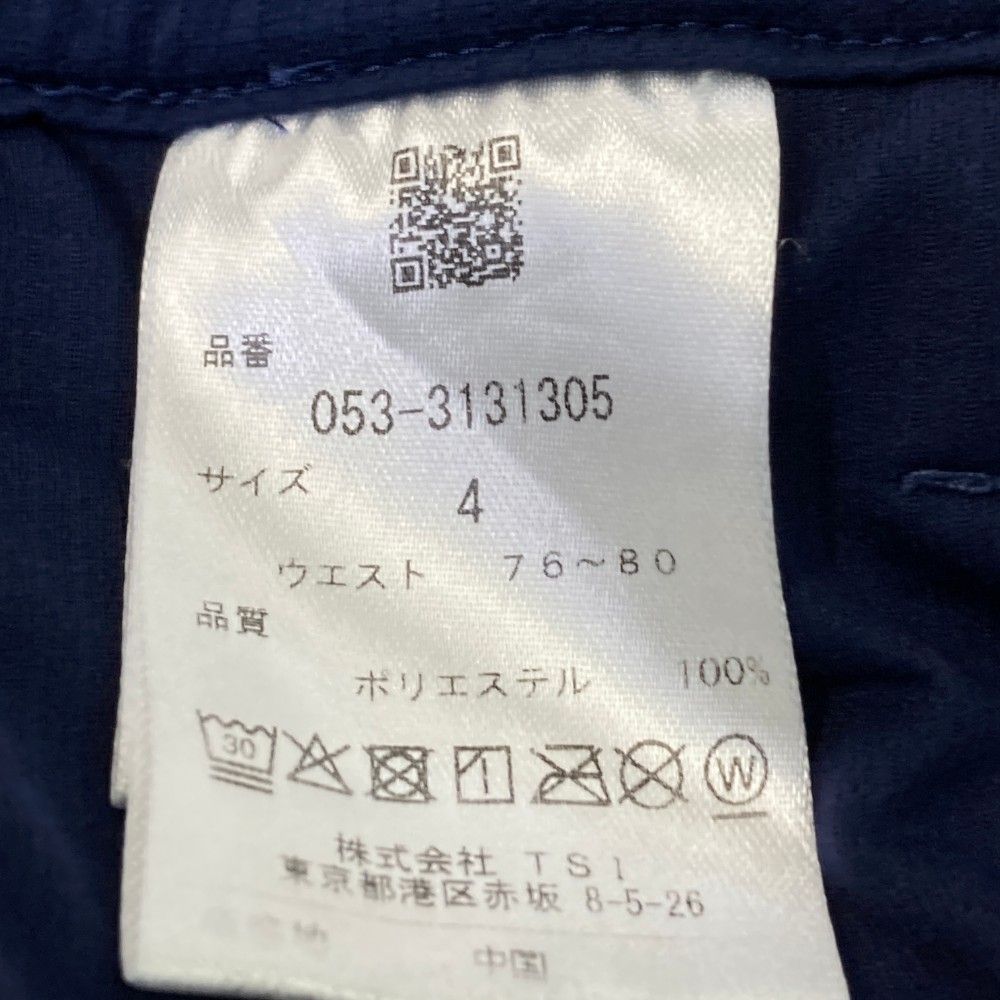 品番
053-3131305
サイズ 4
ウエスト 76~80
品質
ポリエステル 100%
30
W
株式会社 TSI
東京都港区赤坂 8-5-26
中国